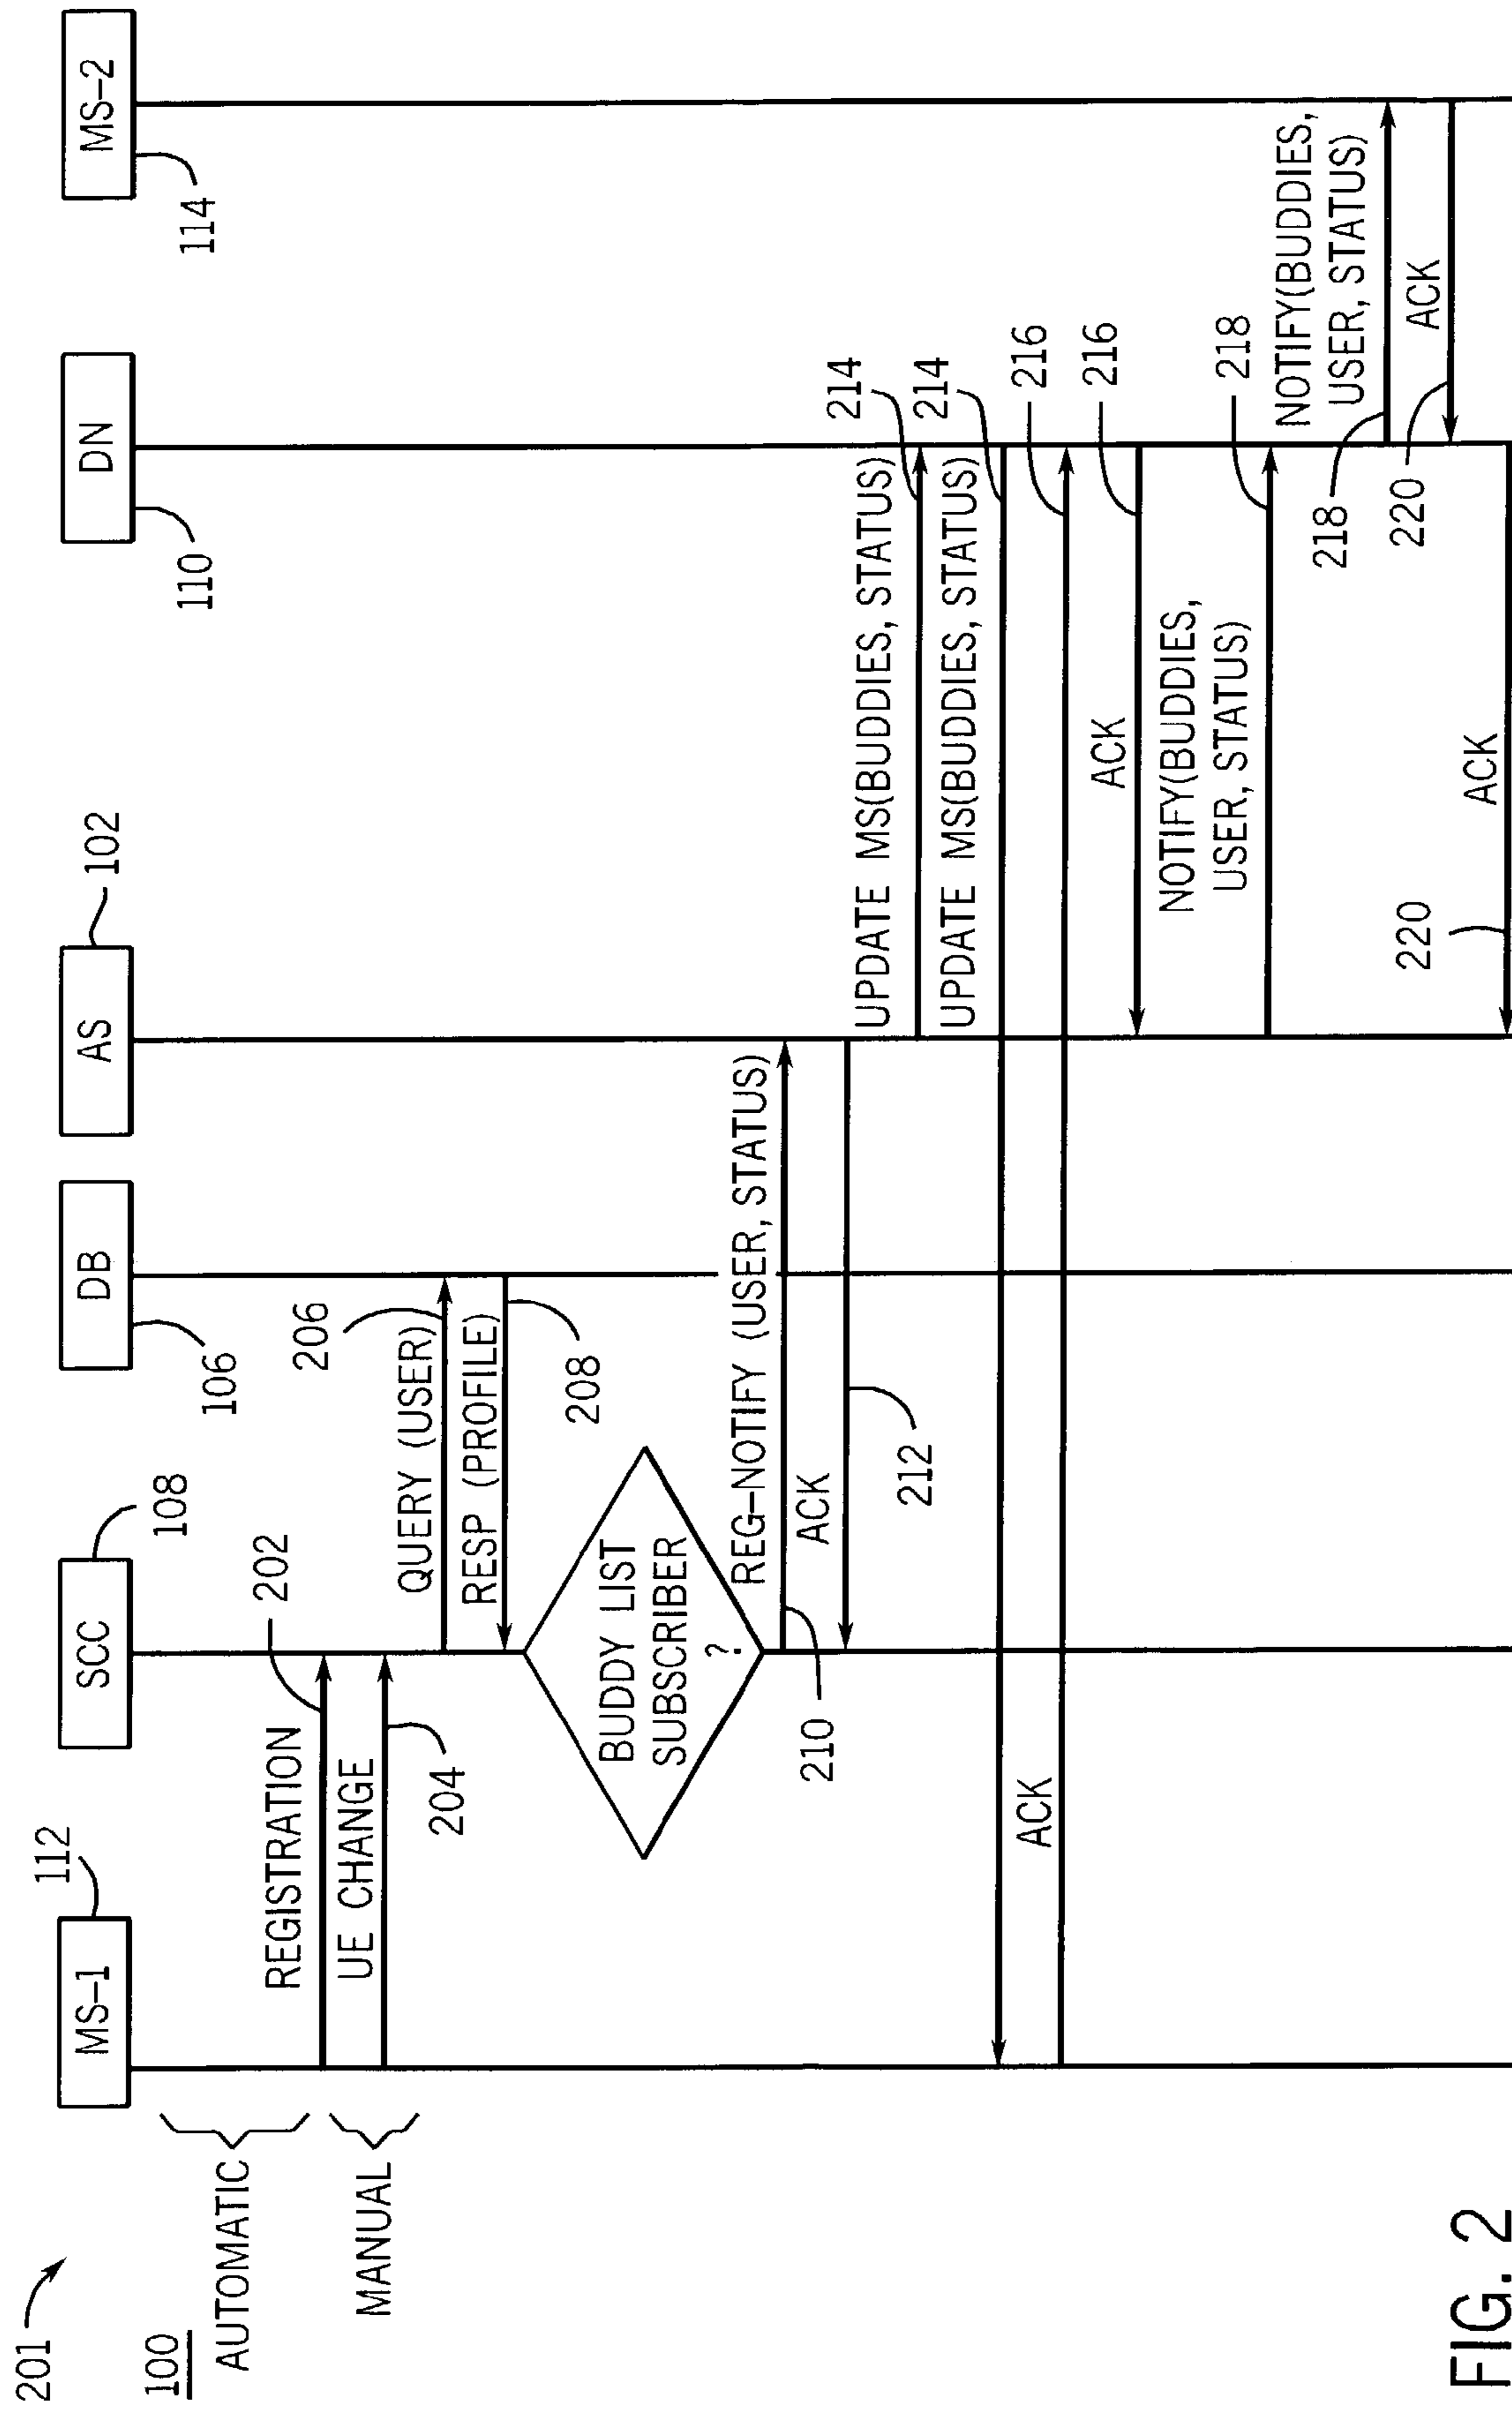 201
100
MS-1
112
SCC
108
DB
106
AS
102
DN
110
MS-2
114
AUTOMATIC
MANUAL
REGISTRATION
202
UE CHANGE
204
QUERY (USER)
206
RESP (PROFILE)
208
BUDDY LIST
SUBSCRIBER
?
REG-NOTIFY (USER, STATUS)
210
ACK
212
UPDATE MS(BUDDIES, STATUS)
214
UPDATE MS(BUDDIES, STATUS)
214
ACK
216
ACK
216
NOTIFY(BUDDIES,
USER, STATUS)
218
NOTIFY(BUDDIES,
USER, STATUS)
218
ACK
220
ACK
220
FIG. 2